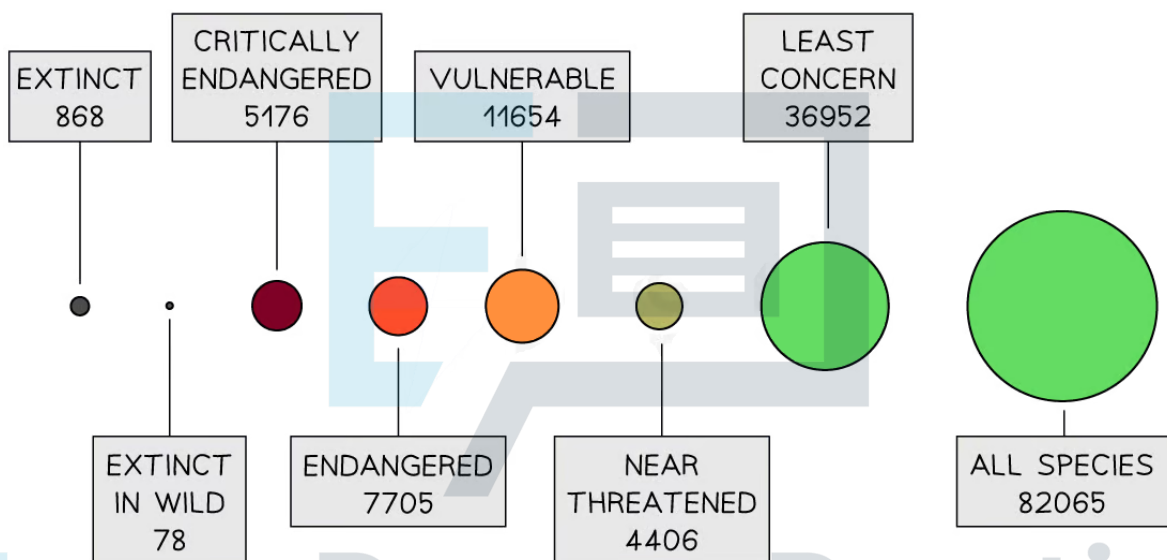 EXTINCT
868
CRITICALLY
ENDANGERED
5176
VULNERABLE
11654
LEAST
CONCERN
36952
EXTINCT
IN WILD
78
ENDANGERED
7705
NEAR
THREATENED
4406
ALL SPECIES
82065